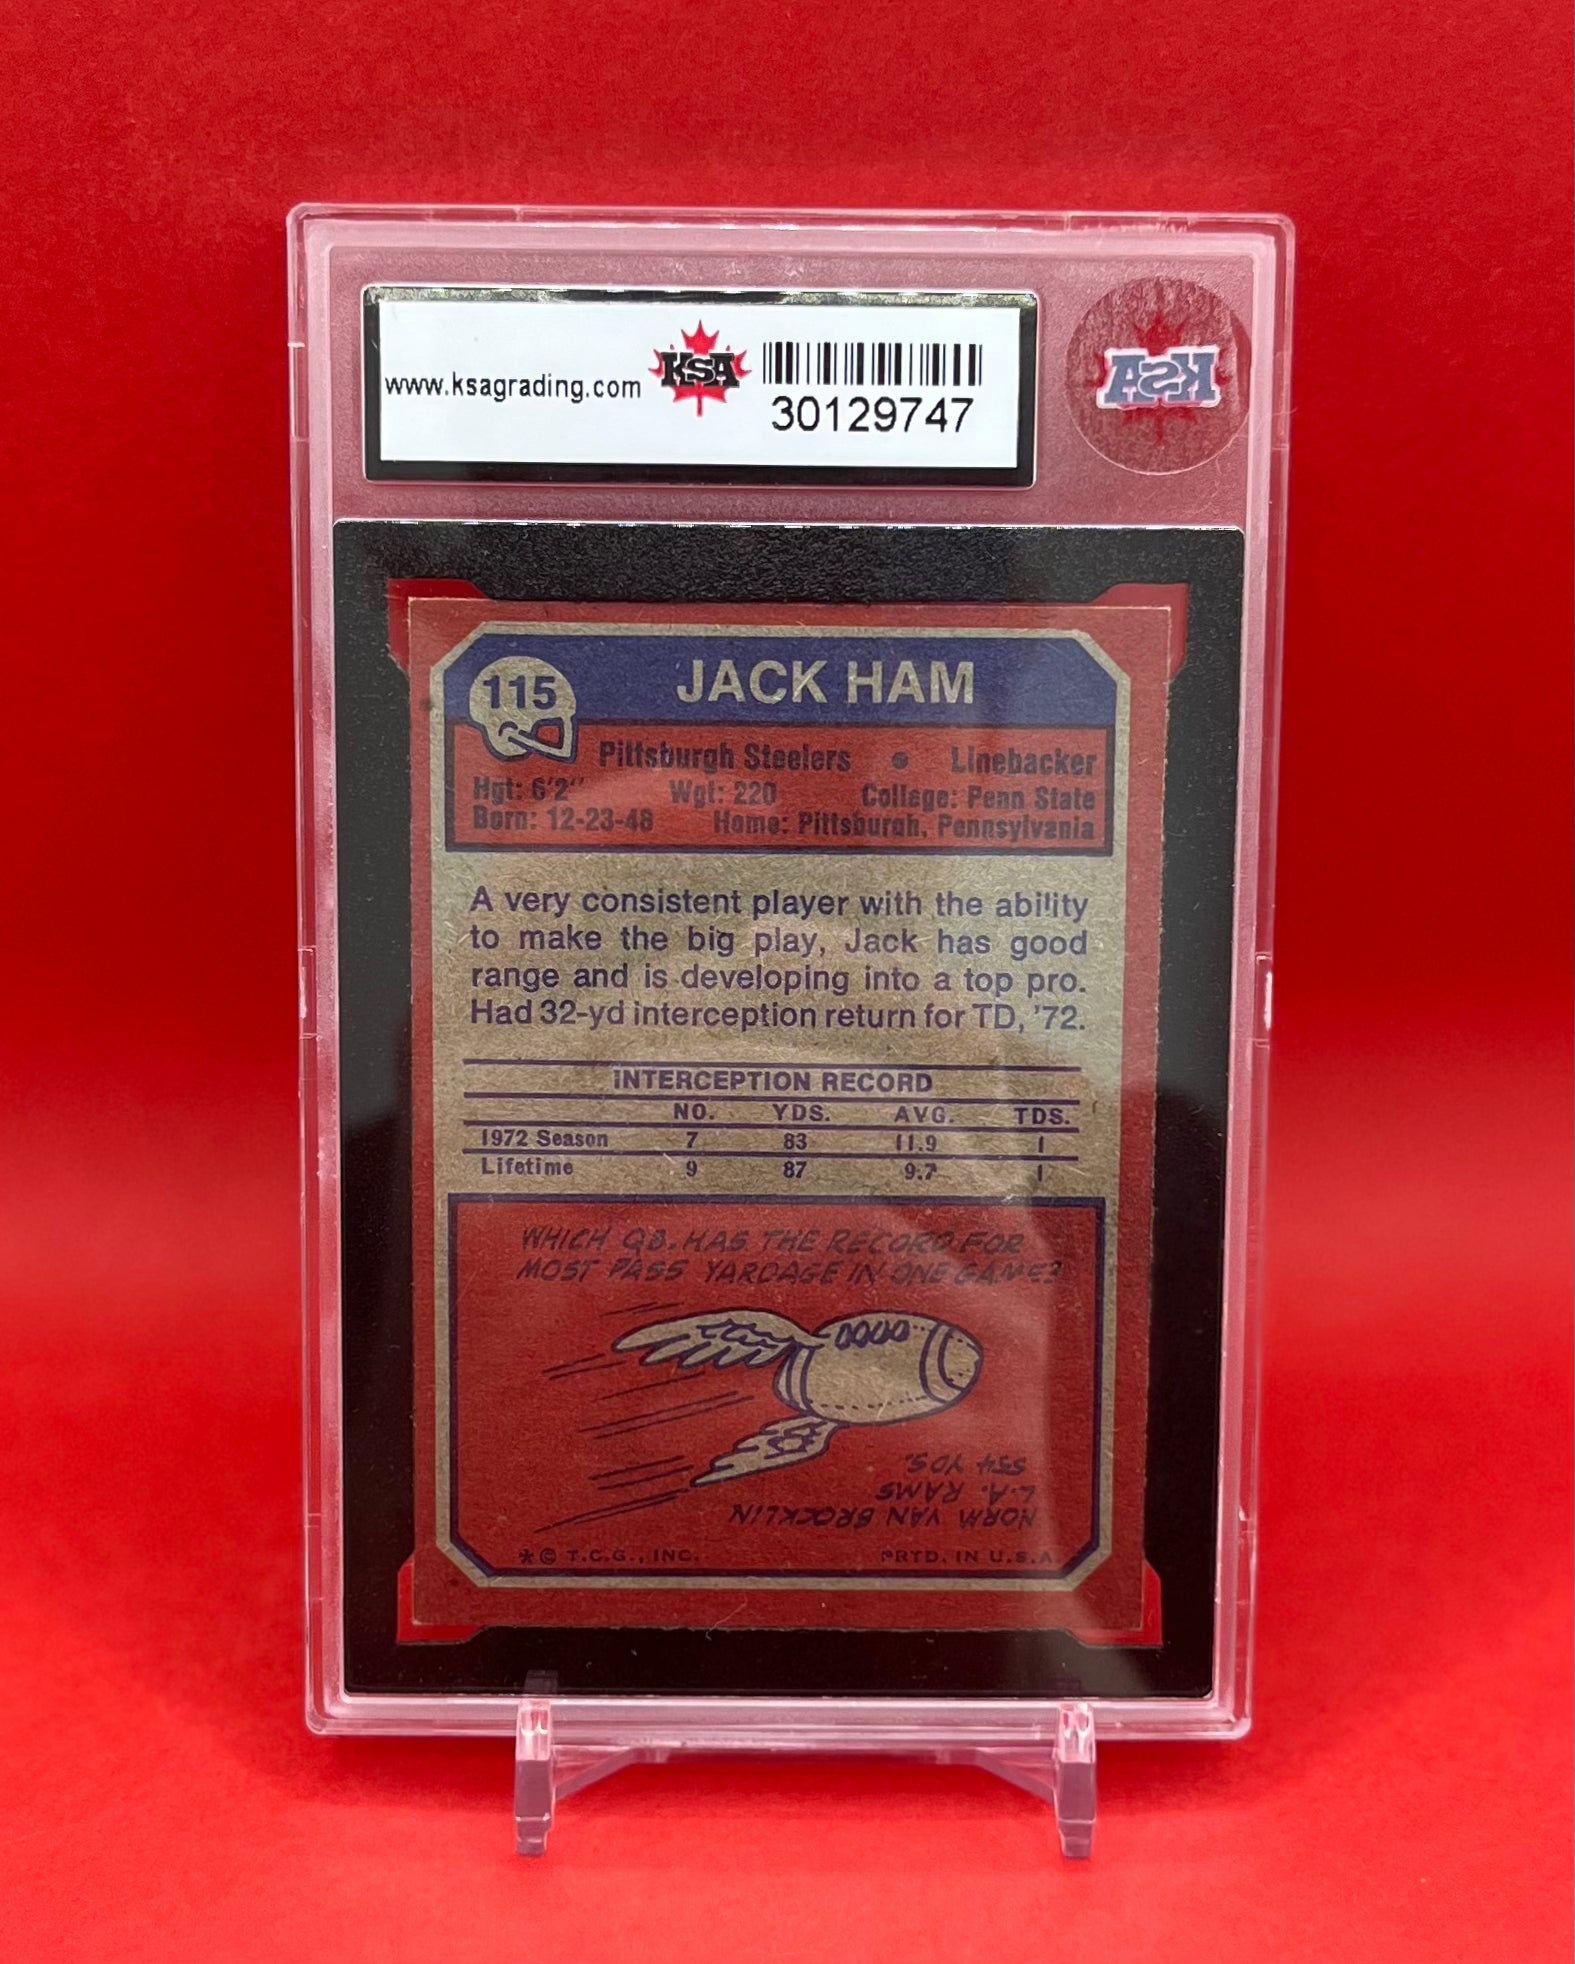 www.ksagrading.com
KSA
30129747
KSA
115
JACK HAM
Pittsburgh Steelers • Linebacker
Hgt: 6'2" Wgt: 220 College: Penn State
Born: 12-23-48 Home: Pittsburgh, Pennsylvania
A very consistent player with the ability
to make the big play, Jack has good
range and is developing into a top pro.
Had 32-yd interception return for TD, '72.
INTERCEPTION RECORD
NO. YDS. AVG. TDS.
1972 Season 7 83 11.9 1
Lifetime 9 87 9.7 1
WHICH QB. HAS THE RECORD FOR
MOST PASS YARDAGE IN ONE GAME?
NORM VAN BROCKLIN
L.A. RAMS
554 YDS.
*© T.C.G., INC. PRTD. IN U.S.A.